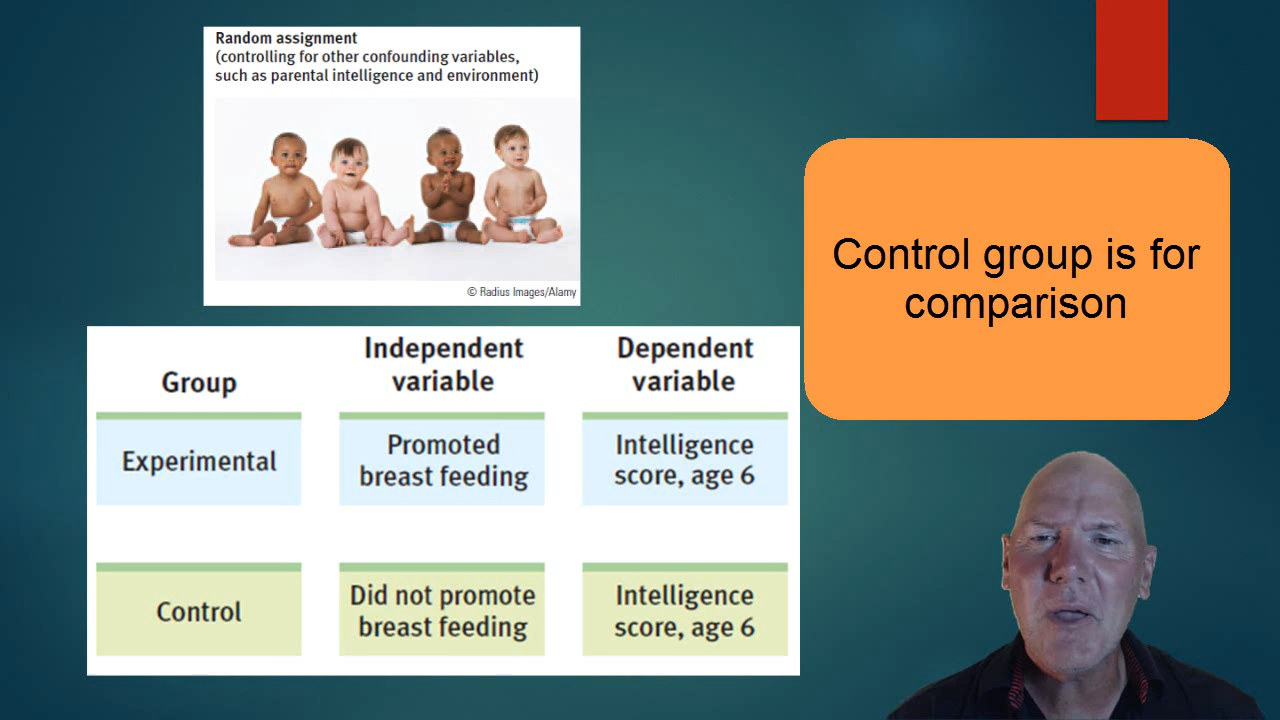 Random assignment
(controlling for other confounding variables,
such as parental intelligence and environment)
© Radius Images/Alamy
Control group is for
comparison
Group
Independent
variable
Dependent
variable
Experimental
Promoted
breast feeding
Intelligence
score, age 6
Control
Did not promote
breast feeding
Intelligence
score, age 6